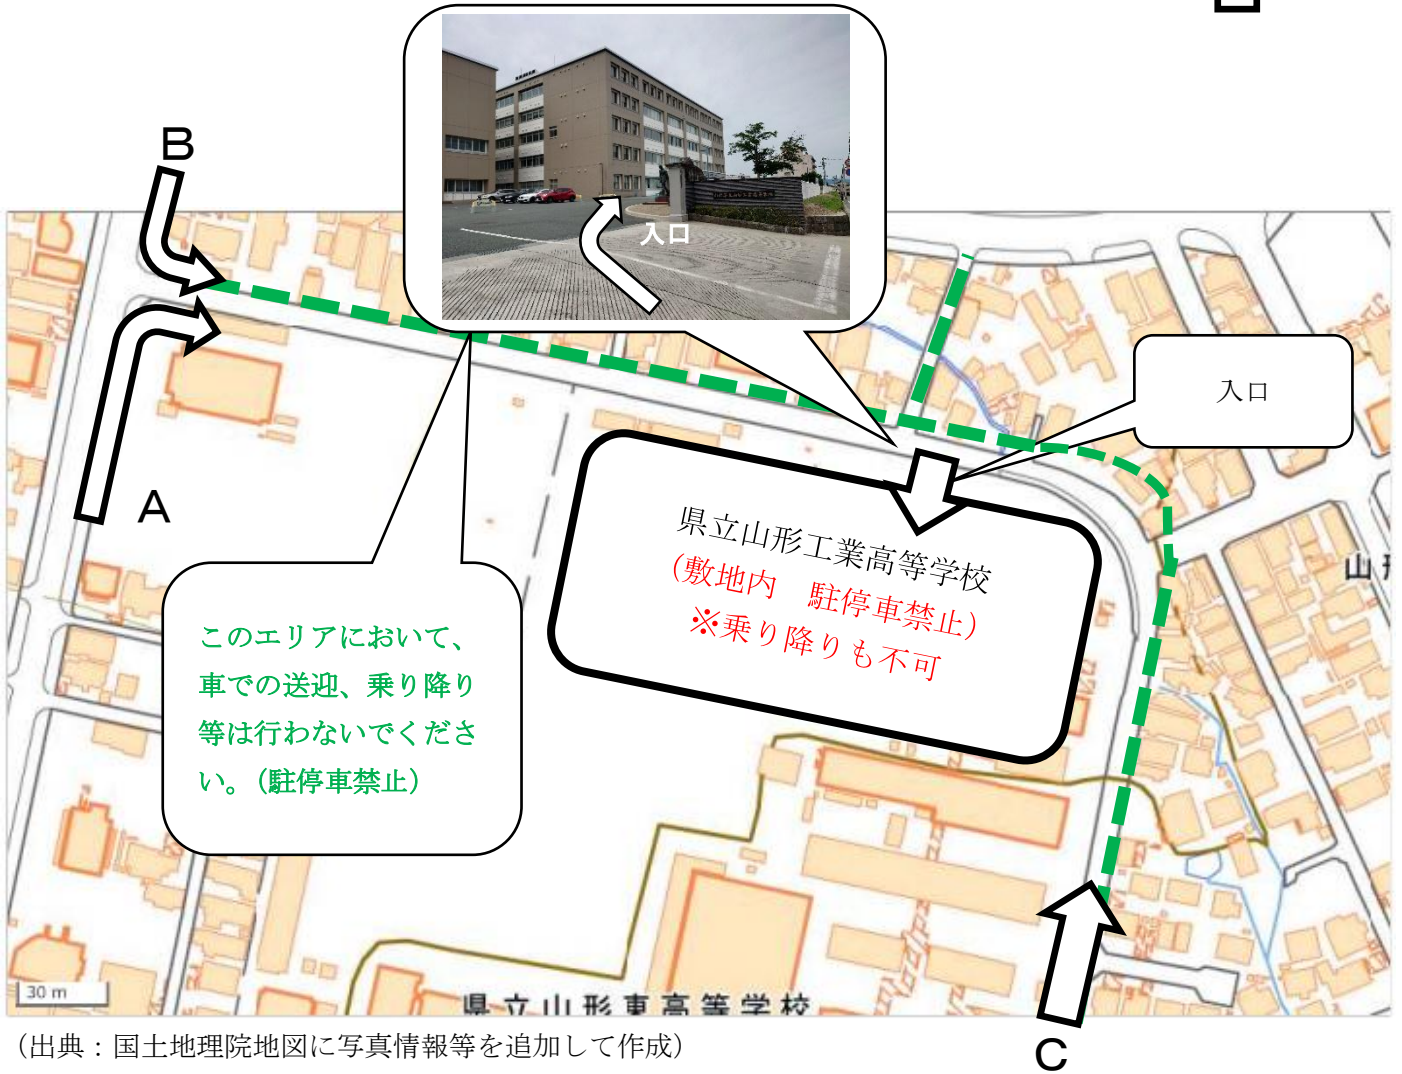 B
入口
入口
A
県立山形工業高等学校
（敷地内　駐停車禁止）
※乗り降りも不可
山形
このエリアにおいて、
車での送迎、乗り降り
等は行わないでくださ
い。（駐停車禁止）
30 m
県立山形東高等学校
（出典：国土地理院地図に写真情報等を追加して作成）
C